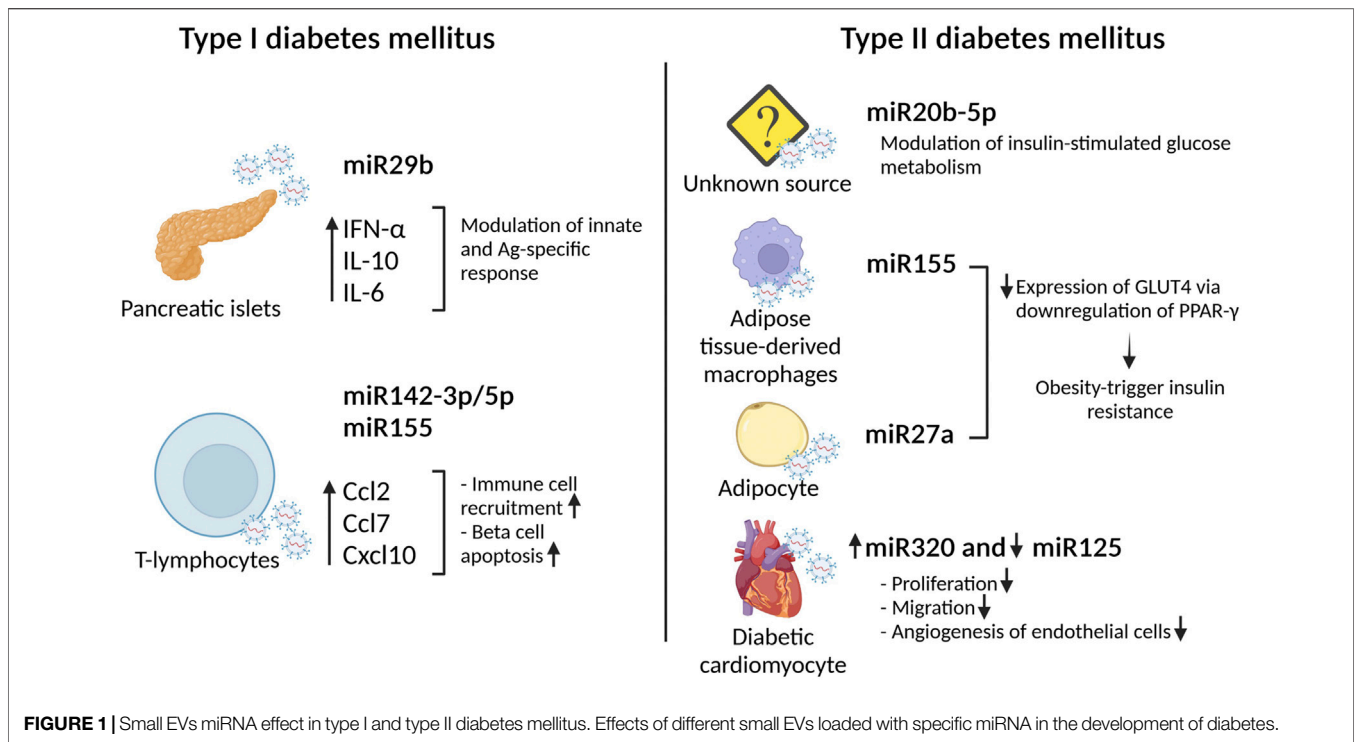 Type I diabetes mellitus
miR29b
IFN-α
IL-10
IL-6
Modulation of innate
and Ag-specific
response
Pancreatic islets
miR142-3p/5p
miR155
Ccl2
Ccl7
Cxcl10
- Immune cell
recruitment
- Beta cell
apoptosis
T-lymphocytes
Type II diabetes mellitus
?
Unknown source
miR20b-5p
Modulation of insulin-stimulated glucose
metabolism
Adipose
tissue-derived
macrophages
miR155
Expression of GLUT4 via
downregulation of PPAR-γ
Obesity-trigger insulin
resistance
miR27a
Adipocyte
Diabetic
cardiomyocyte
miR320 and miR125
- Proliferation
- Migration
- Angiogenesis of endothelial cells
FIGURE 1 | Small EVs miRNA effect in type I and type II diabetes mellitus. Effects of different small EVs loaded with specific miRNA in the development of diabetes.